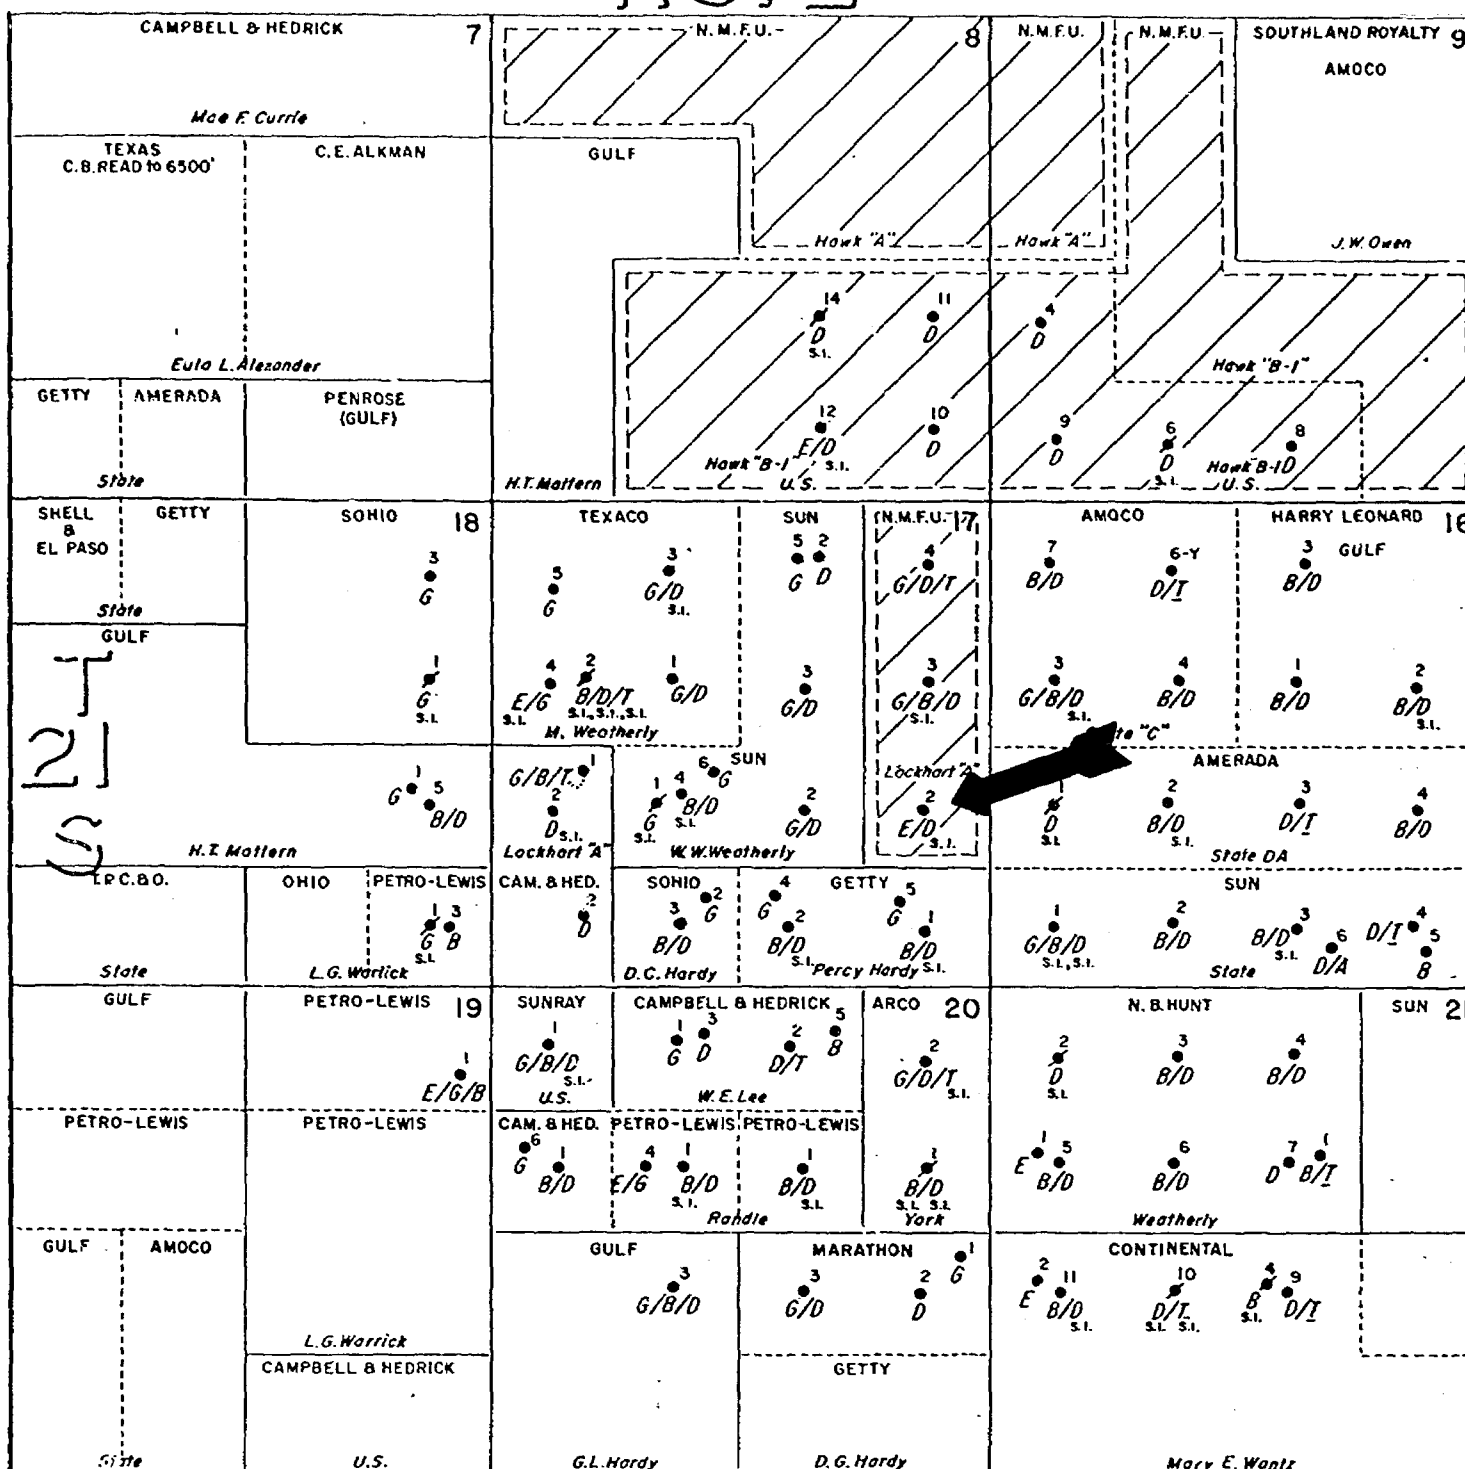 CAMPBELL & HEDRICK 7
Mae F. Currie
N.M.F.U. 8
N.M.F.U.
N.M.F.U.
SOUTHLAND ROYALTY 9
AMOCO
J.W. Owen
TEXAS
C.B. READ to 6500'
C.E. ALKMAN
Eula L. Alexander
GULF
H.T. Mattern
Hawk "A"
Hawk "A"
Hawk "B-1"
14
D
S.I.
11
D
4
D
12
E/D
S.I.
10
D
9
D
6
D
S.I.
8
D
Hawk "B-1"
U.S.
Hawk "B-1"
U.S.
GETTY
AMERADA
State
PENROSE
(GULF)
SHELL
&
EL PASO
GETTY
State
SOHIO 18
3
G
1
G
S.I.
TEXACO
5
G
3
G/D
S.I.
4
E/G
S.I.
2
B/D/T
S.I., S.I., S.I.
1
G/D
M. Weatherly
SUN
5
G
2
D
3
G/D
N.M.F.U. 17
4
G/D/T
3
G/B/D
S.I.
Lockhart "A"
2
E/D
S.I.
AMOCO
7
B/D
6-Y
D/T
3
G/B/D
S.I.
4
B/D
te "C"
HARRY LEONARD 16
GULF
3
B/D
1
B/D
2
B/D
S.I.
GULF
T
21
S
1
G
5
B/D
H.T. Mattern
G/B/T
1
2
D
S.I.
Lockhart "A"
SUN
6
G
1
G
S.I.
4
B/D
S.I.
2
G/D
W.W. Weatherly
AMERADA
1
D
S.I.
2
B/D
S.I.
3
D/T
4
B/D
State DA
State
OHIO
PETRO-LEWIS
1
G
S.I.
3
B
L.G. Warlick
CAM. & HED.
2
D
SOHIO
2
G
3
B/D
D.C. Hardy
GETTY
4
G
2
B/D
S.I.
5
G
1
B/D
S.I.
Percy Hardy
SUN
1
G/B/D
S.I., S.I.
2
B/D
3
B/D
S.I.
6
D/A
4
D/T
5
B
State
GULF
PETRO-LEWIS 19
1
E/G/B
SUNRAY
1
G/B/D
S.I.
U.S.
CAMPBELL & HEDRICK
1
G
3
D
2
D/T
5
B
W.E. Lee
ARCO 20
2
G/D/T
S.I.
N.B. HUNT
2
D
S.I.
3
B/D
4
B/D
SUN 21
PETRO-LEWIS
PETRO-LEWIS
CAM. & HED.
6
G
1
B/D
PETRO-LEWIS
4
E/G
1
B/D
S.I.
PETRO-LEWIS
1
B/D
S.I.
Randle
B/D
S.I. S.I.
York
1
E
5
B/D
6
B/D
7
D
1
B/T
Weatherly
GULF
AMOCO
State
L.G. Warrick
CAMPBELL & HEDRICK
U.S.
GULF
3
G/B/D
G.L. Hardy
MARATHON
1
G
3
G/D
2
D
GETTY
D.G. Hardy
CONTINENTAL
2
E
11
B/D
S.I.
10
D/T
S.I. S.I.
4
B
S.I.
9
D/T
Mary E. Wantz